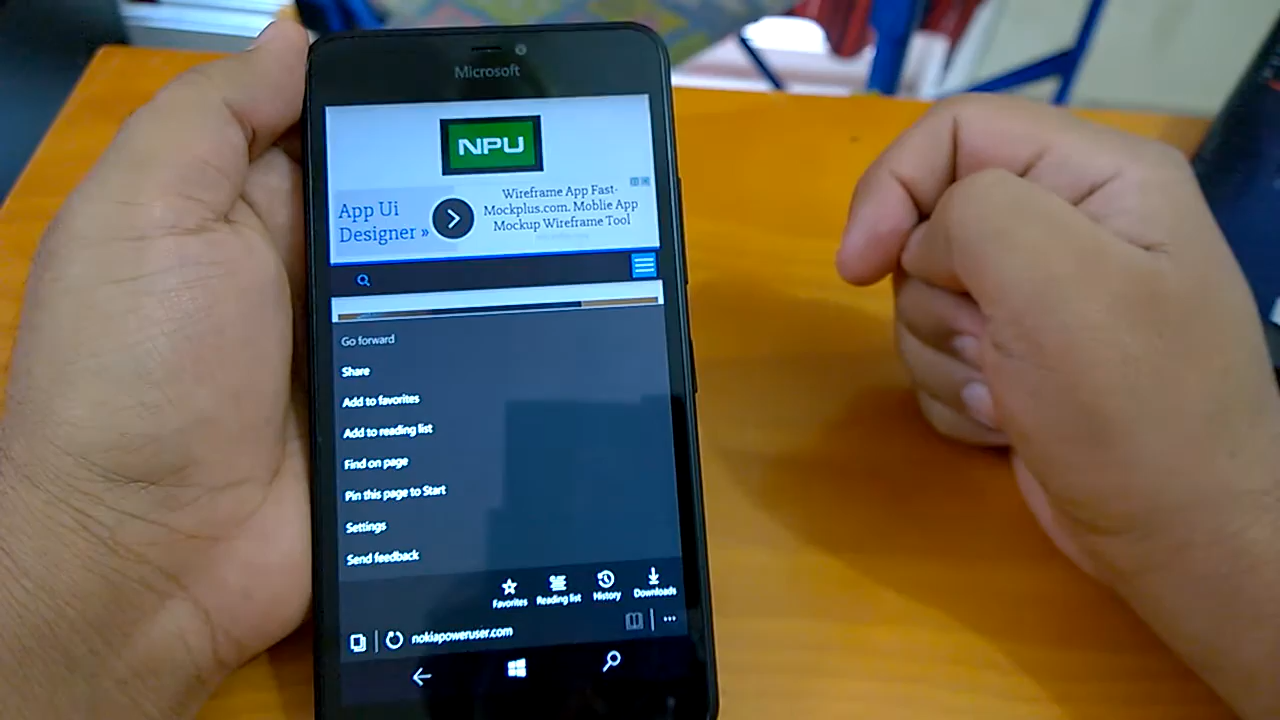 Microsoft
NPU
App Ui
Designer »
Wireframe App Fast-
Mockplus.com. Moblie App
Mockup Wireframe Tool
Go forward
Share
Add to favorites
Add to reading list
Find on page
Pin this page to Start
Settings
Send feedback
Favorites
Reading list
History
Downloads
nokiapoweruser.com